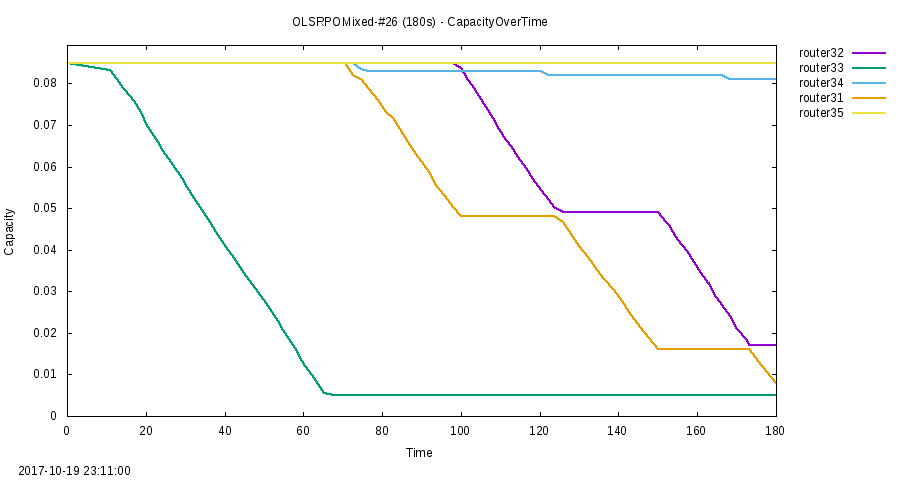 OLSRPOMixed-#26 (180s) - CapacityOverTime
router32
router33
router34
router31
router35
0.08
0.07
0.06
0.05
0.04
0.03
0.02
0.01
0
Capacity
0 20 40 60 80 100 120 140 160 180
Time
2017-10-19 23:11:00